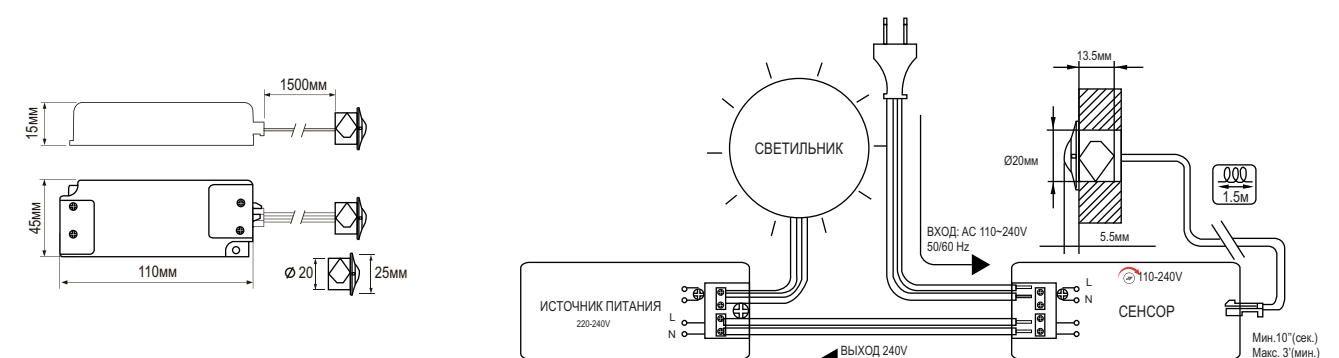 1500мм
15мм
45мм
110мм
Ø 20
25мм
СВЕТИЛЬНИК
13.5мм
Ø20мм
1.5м
5.5мм
ВХОД: AC 110~240V
50/60 Hz
ИСТОЧНИК ПИТАНИЯ
220-240V
L
N
110-240V
СЕНСОР
L
N
ВЫХОД 240V
Мин.10"(сек.)
Макс. 3'(мин.)